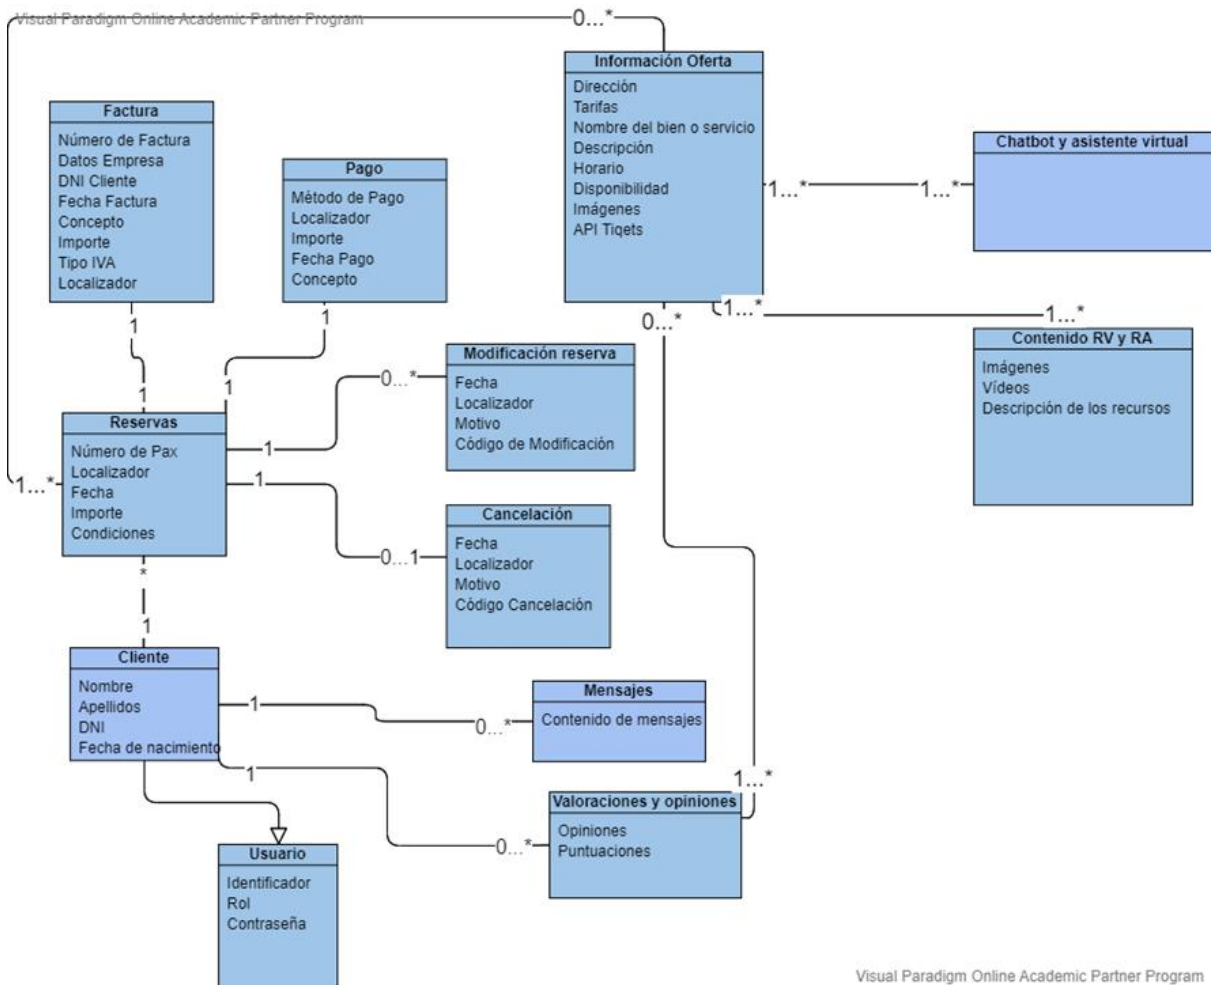 Visual Paradigm Online Academic Partner Program
0...*
Información Oferta
Dirección
Tarifas
Nombre del bien o servicio
Descripción
Horario
Disponibilidad
Imágenes
API Tiqets
Factura
Número de Factura
Datos Empresa
DNI Cliente
Fecha Factura
Concepto
Importe
Tipo IVA
Localizador
Pago
Método de Pago
Localizador
Importe
Fecha Pago
Concepto
Chatbot y asistente virtual
1...*
1...*
1
1
0...*
1...*
1...*
Contenido RV y RA
Imágenes
Vídeos
Descripción de los recursos
Modificación reserva
Fecha
Localizador
Motivo
Código de Modificación
0...*
1
1
1
Reservas
Número de Pax
Localizador
Fecha
Importe
Condiciones
1...*
1
0...1
Cancelación
Fecha
Localizador
Motivo
Código Cancelación
*
1
Cliente
Nombre
Apellidos
DNI
Fecha de nacimiento
1
0...*
Mensajes
Contenido de mensajes
1
0...*
1...*
Valoraciones y opiniones
Opiniones
Puntuaciones
Usuario
Identificador
Rol
Contraseña
Visual Paradigm Online Academic Partner Program